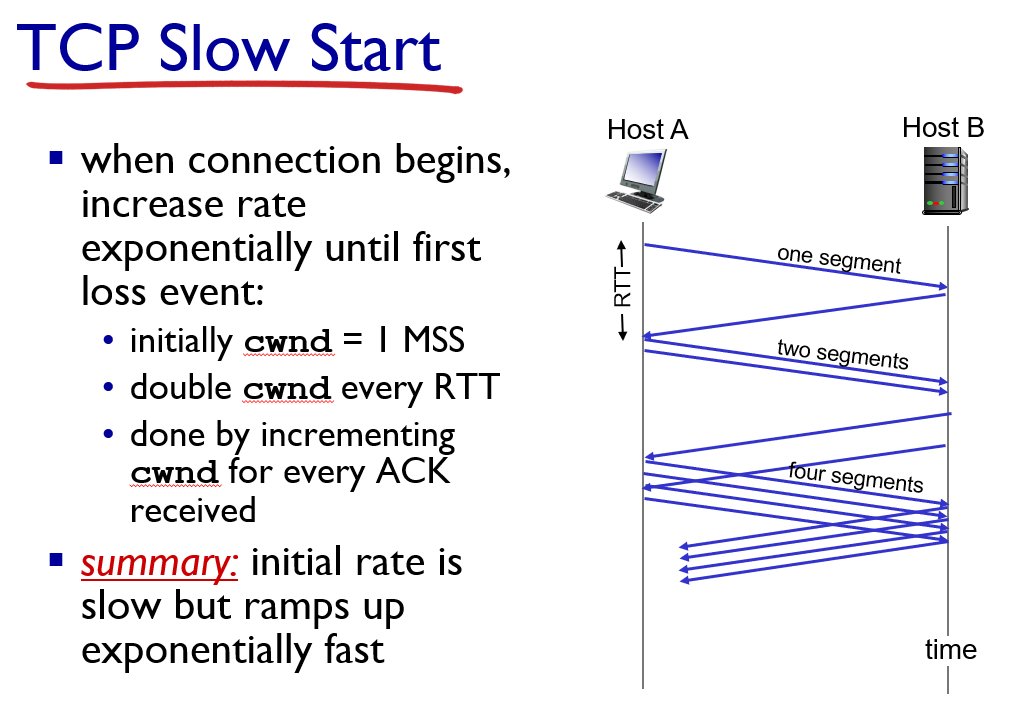 TCP Slow Start
when connection begins,
increase rate
exponentially until first
loss event:
initially cwnd = 1 MSS
double cwnd every RTT
done by incrementing
cwnd for every ACK
received
summary: initial rate is
slow but ramps up
exponentially fast
Host A
Host B
one segment
RTT
two segments
four segments
time